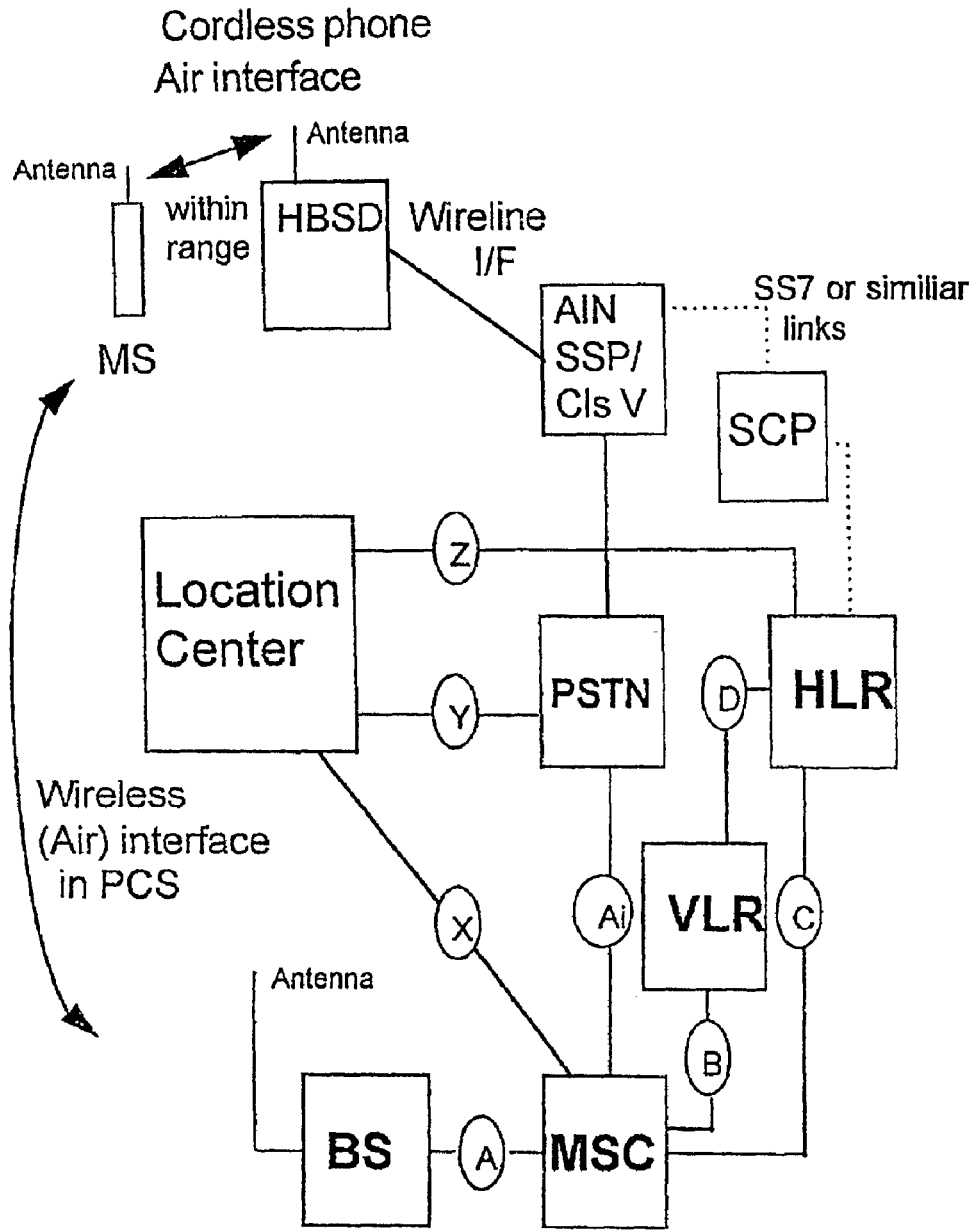 Cordless phone
Air interface
Antenna
Antenna
within
range
HBSD
Wireline
I/F
MS
AIN
SSP/
Cls V
SS7 or similiar
links
SCP
Location
Center
Z
Y
PSTN
D
HLR
Wireless
(Air) interface
in PCS
X
Ai
VLR
C
Antenna
B
BS
A
MSC